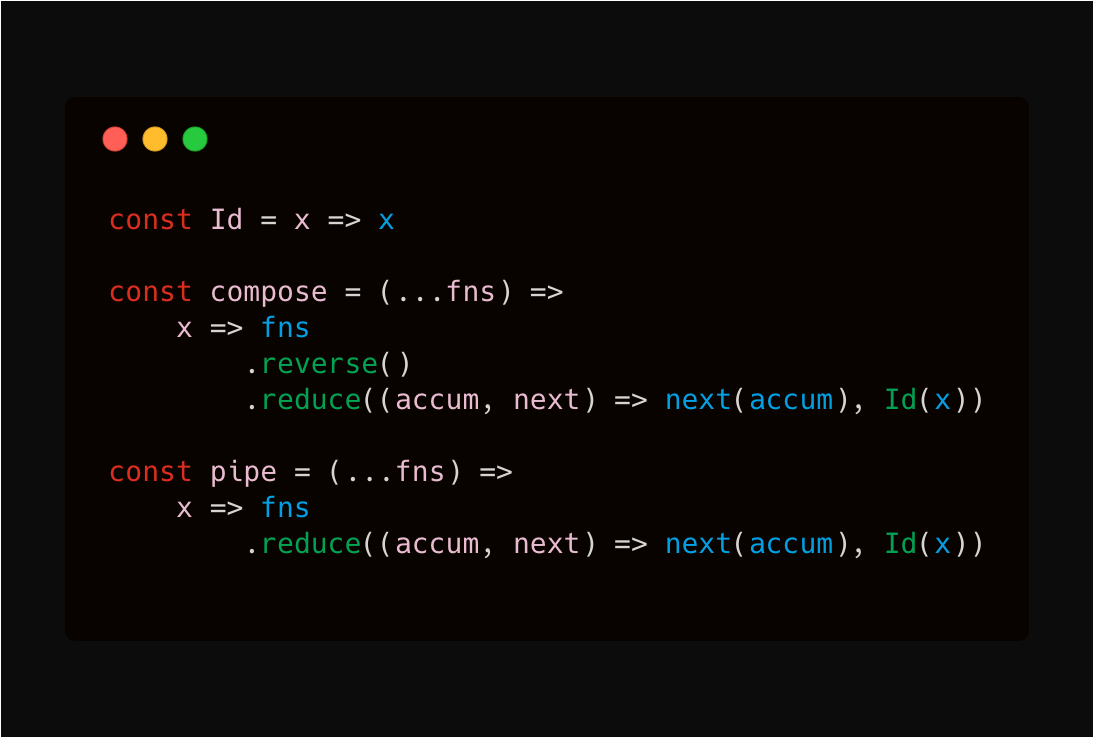 const Id = x => x

const compose = (...fns) =>
    x => fns
        .reverse()
        .reduce((accum, next) => next(accum), Id(x))

const pipe = (...fns) =>
    x => fns
        .reduce((accum, next) => next(accum), Id(x))